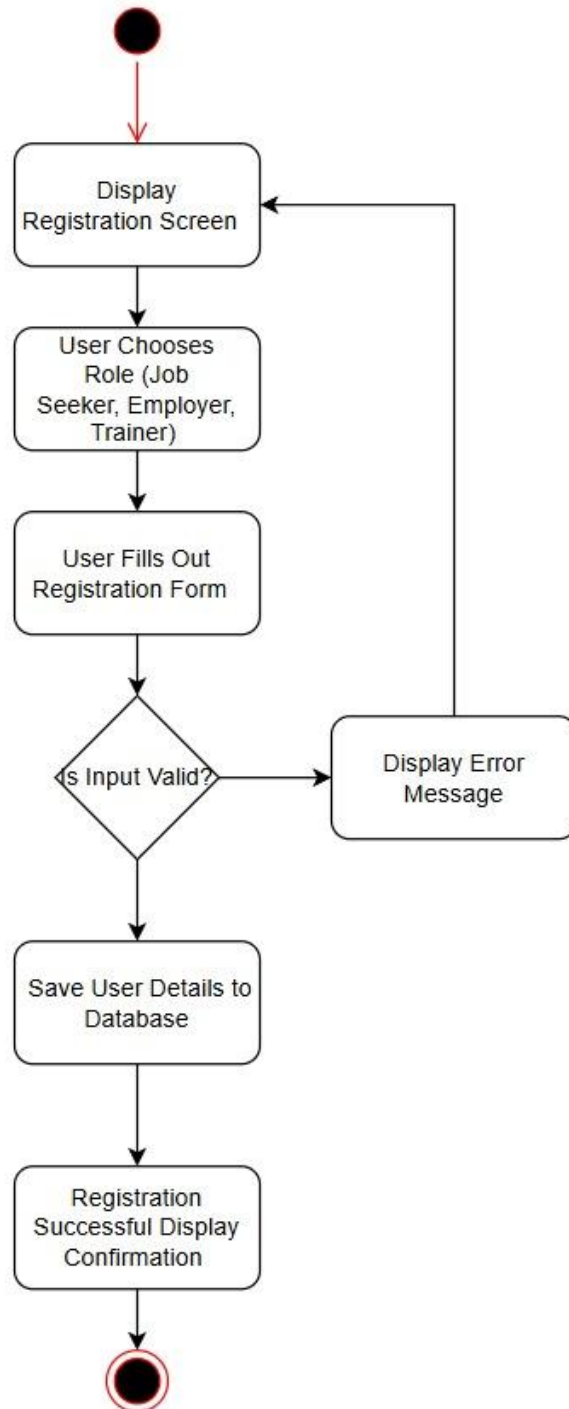 Display
Registration Screen
User Chooses
Role (Job
Seeker, Employer,
Trainer)
User Fills Out
Registration Form
Is Input Valid?
Display Error
Message
Save User Details to
Database
Registration
Successful Display
Confirmation